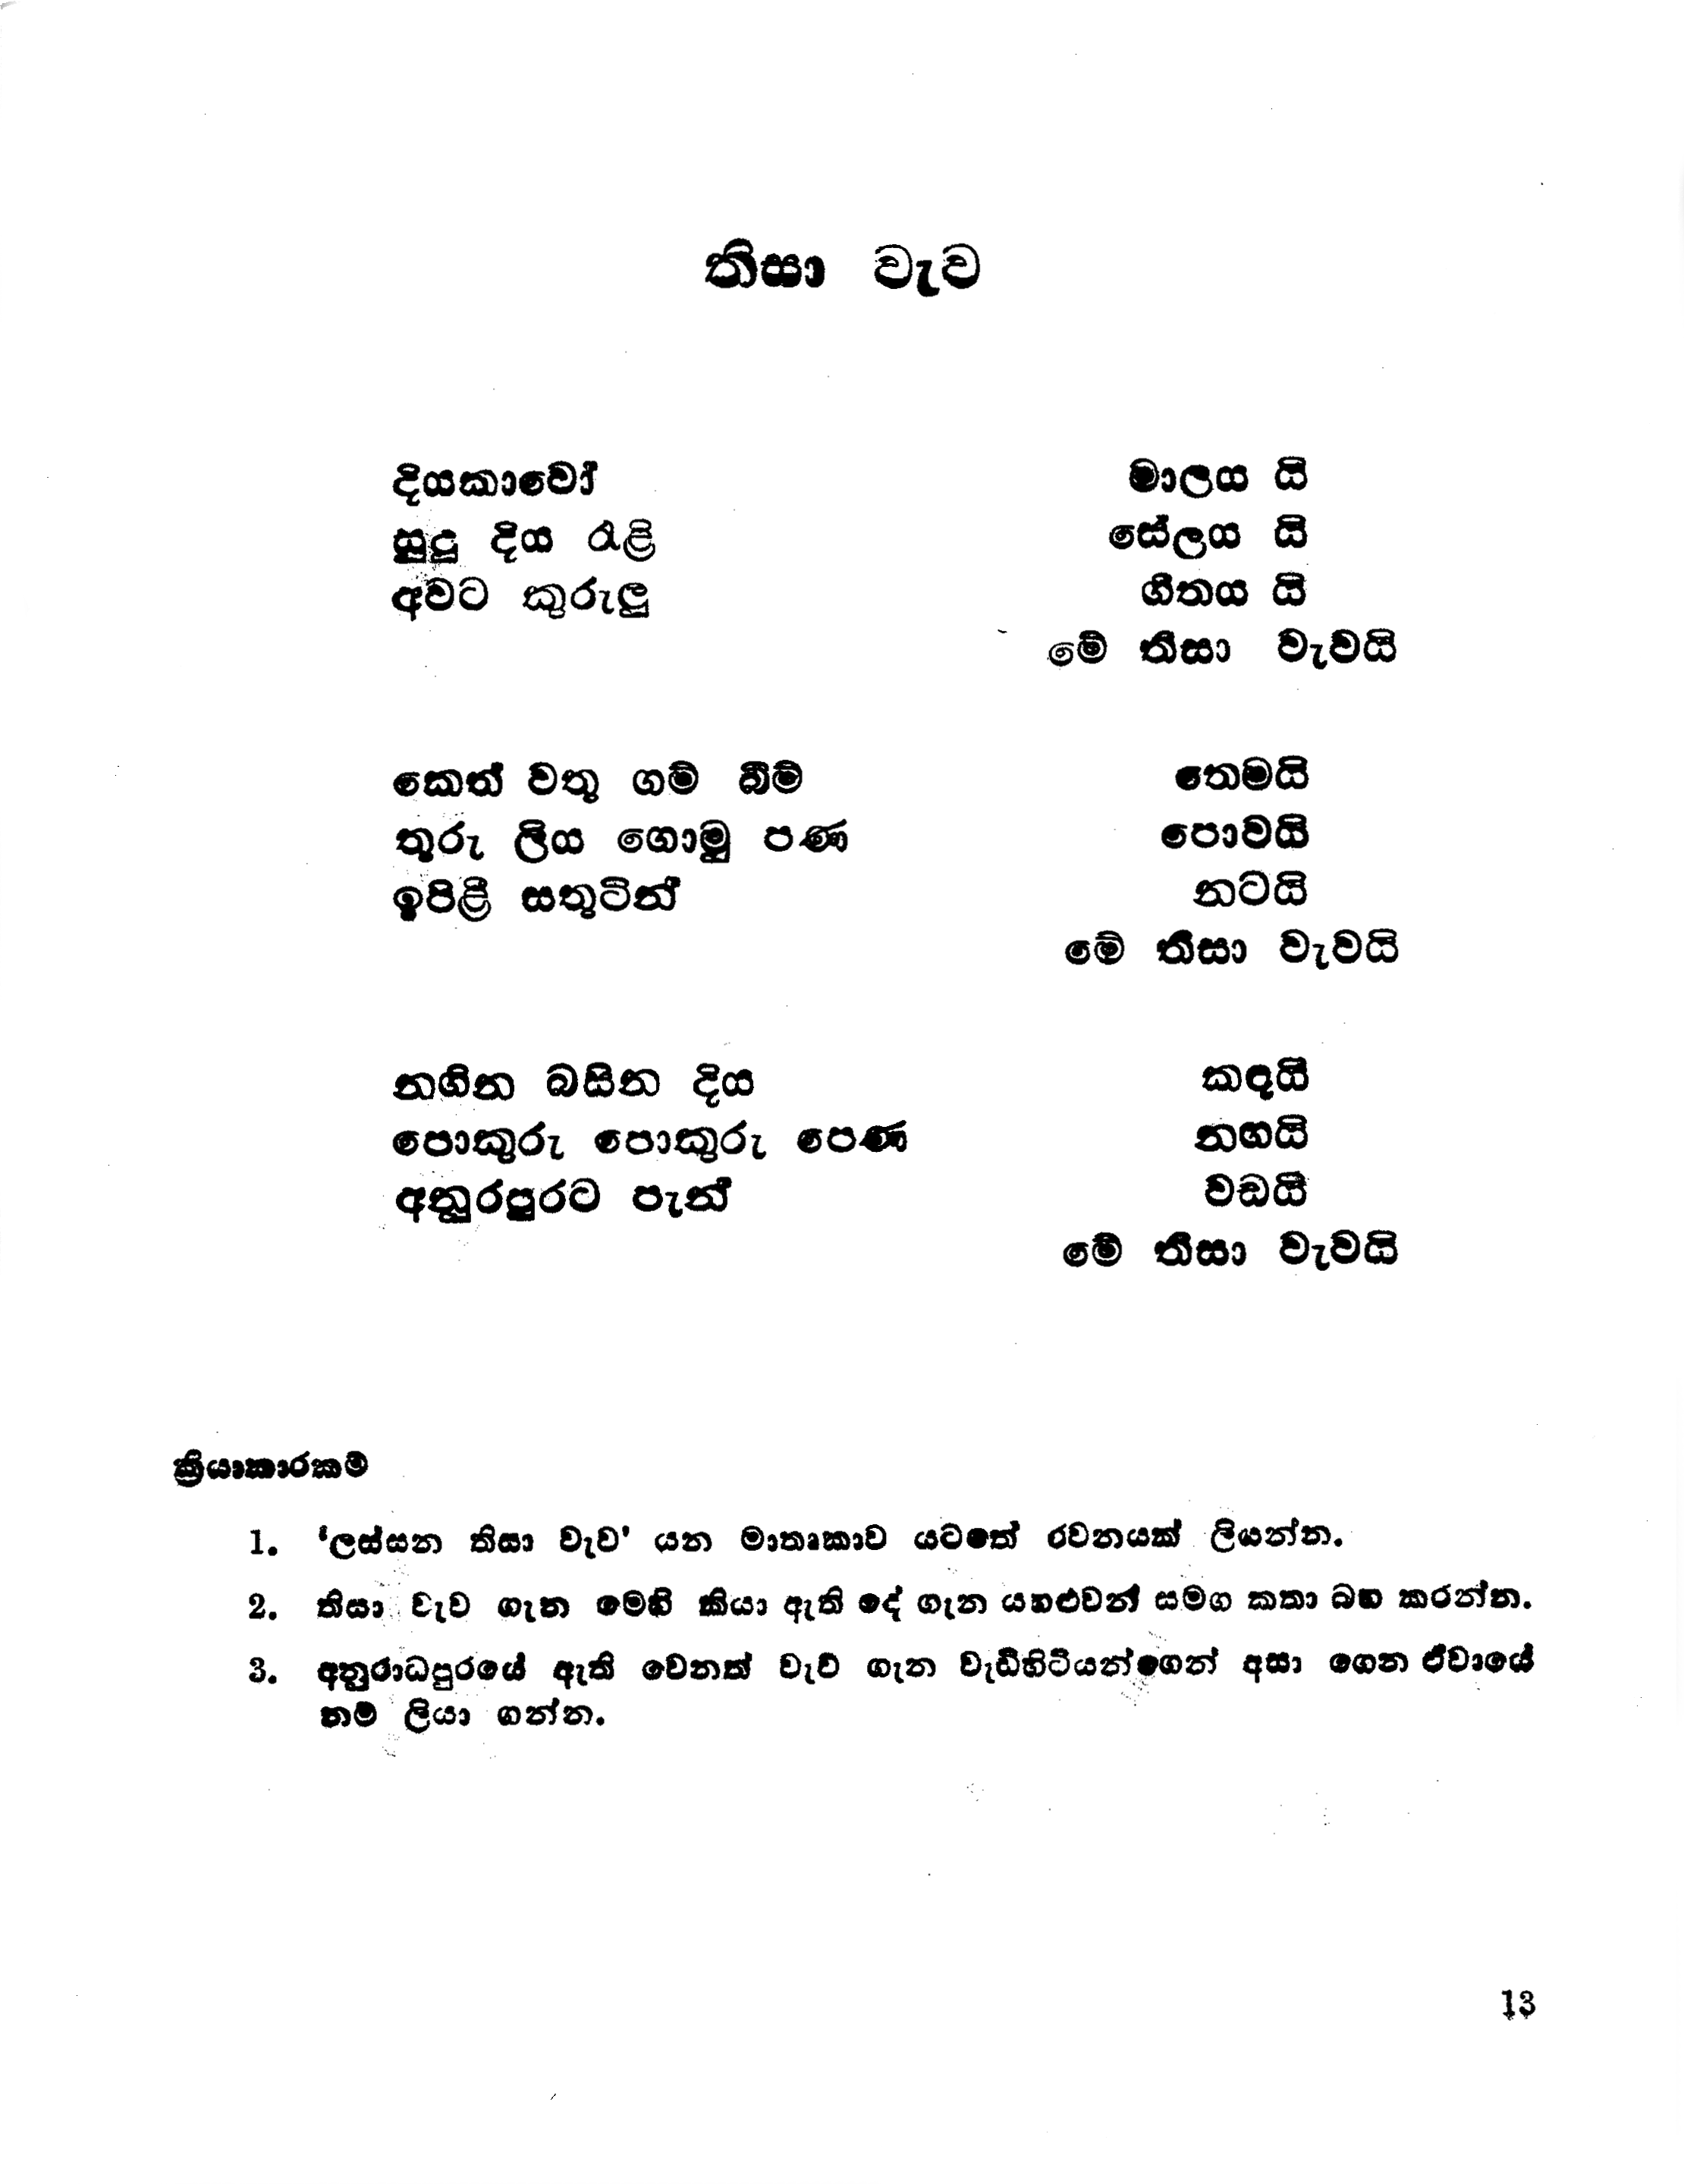 තිසා වැව
දියකාවෝ මාලය යි
සුදු දිය රැළි සේලය යි
අවට කුරුලු ගීතය යි
මේ තිසා වැවයි
කෙත් වතු ගම් බිම් තෙමයි
තුරු ලිය ගොමු පණ පොවයි
ඉපිළී සතුටින් නටයි
මේ තිසා වැවයි
නගින බසින දිය කඳයි
පොකුරු පොකුරු පෙණ නඟයි
අනුරපුරට පැන් වඩයි
මේ තිසා වැවයි
ක්‍රියාකාරකම්
1. ‘ලස්සන තිසා වැව’ යන මාතෘකාව යටතේ රචනයක් ලියන්න.
2. තිසා වැව ගැන මෙහි කියා ඇති දේ ගැන යහළුවන් සමග කතා බහ කරන්න.
3. අනුරාධපුරයේ ඇති වෙනත් වැව් ගැන වැඩිහිටියන්ගෙන් අසා ගෙන ඒවායේ
නම් ලියා ගන්න.
13